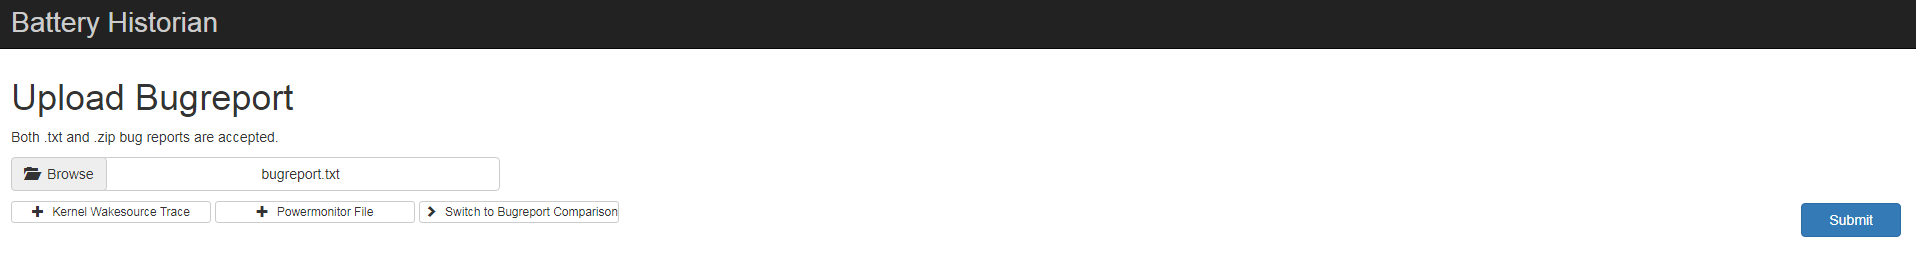 Battery Historian
Upload Bugreport
Both .txt and .zip bug reports are accepted.
Browse bugreport.txt
Kernel Wakesource Trace Powermonitor File Switch to Bugreport Comparison
Submit